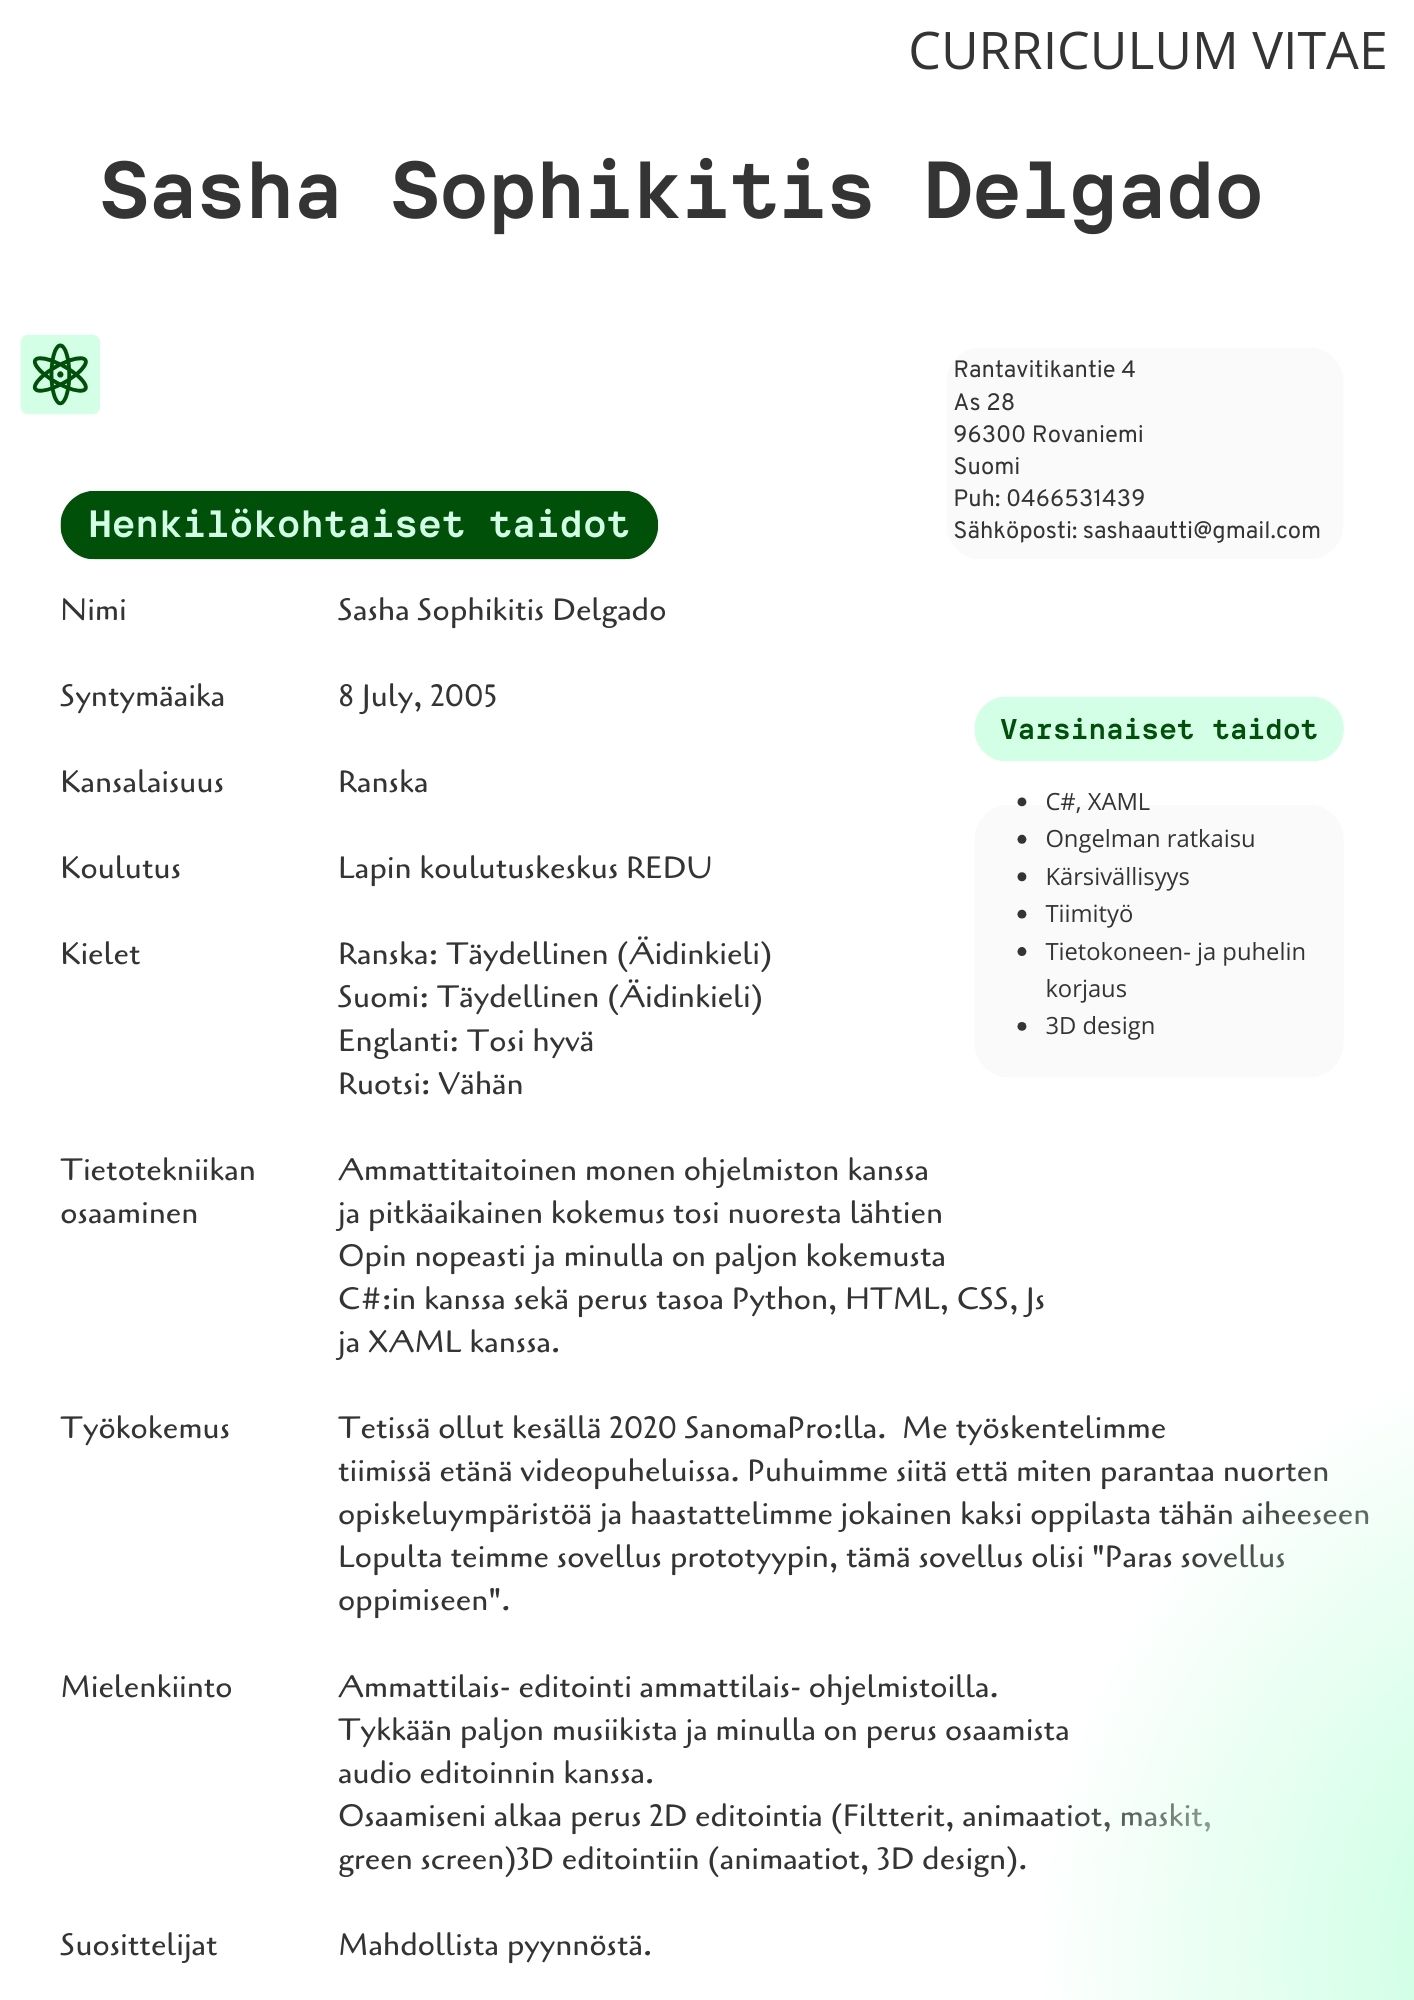 CURRICULUM VITAE
Sasha Sophikitis Delgado
Rantavitikantie 4
As 28
96300 Rovaniemi
Suomi
Puh: 0466531439
Sähköposti: sashaautti@gmail.com
Henkilökohtaiset taidot
Nimi Sasha Sophikitis Delgado
Syntymäaika 8 July, 2005
Kansalaisuus Ranska
Koulutus Lapin koulutuskeskus REDU
Kielet Ranska: Täydellinen (Äidinkieli)
Suomi: Täydellinen (Äidinkieli)
Englanti: Tosi hyvä
Ruotsi: Vähän
Varsinaiset taidot
• C#, XAML
• Ongelman ratkaisu
• Kärsivällisyys
• Tiimityö
• Tietokoneen- ja puhelin
korjaus
• 3D design
Tietotekniikan Ammattitaitoinen monen ohjelmiston kanssa
osaaminen ja pitkäaikainen kokemus tosi nuoresta lähtien
Opin nopeasti ja minulla on paljon kokemusta
C#:in kanssa sekä perus tasoa Python, HTML, CSS, Js
ja XAML kanssa.
Työkokemus Tetissä ollut kesällä 2020 SanomaPro:lla.  Me työskentelimme
tiimissä etänä videopuheluissa. Puhuimme siitä että miten parantaa nuorten
opiskeluympäristöä ja haastattelimme jokainen kaksi oppilasta tähän aiheeseen
Lopulta teimme sovellus prototyypin, tämä sovellus olisi "Paras sovellus
oppimiseen".
Mielenkiinto Ammattilais- editointi ammattilais- ohjelmistoilla.
Tykkään paljon musiikista ja minulla on perus osaamista
audio editoinnin kanssa.
Osaamiseni alkaa perus 2D editointia (Filtterit, animaatiot, maskit,
green screen)3D editointiin (animaatiot, 3D design).
Suosittelijat Mahdollista pyynnöstä.